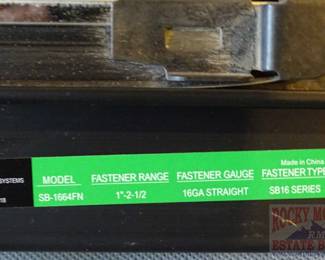 Made in China
MODEL FASTENER RANGE FASTENER GAUGE FASTENER TYPE
SB-1664FN 1"-2-1/2 16GA STRAIGHT SB16 SERIES
SYSTEMS
ROCKY
RM
ESTATE